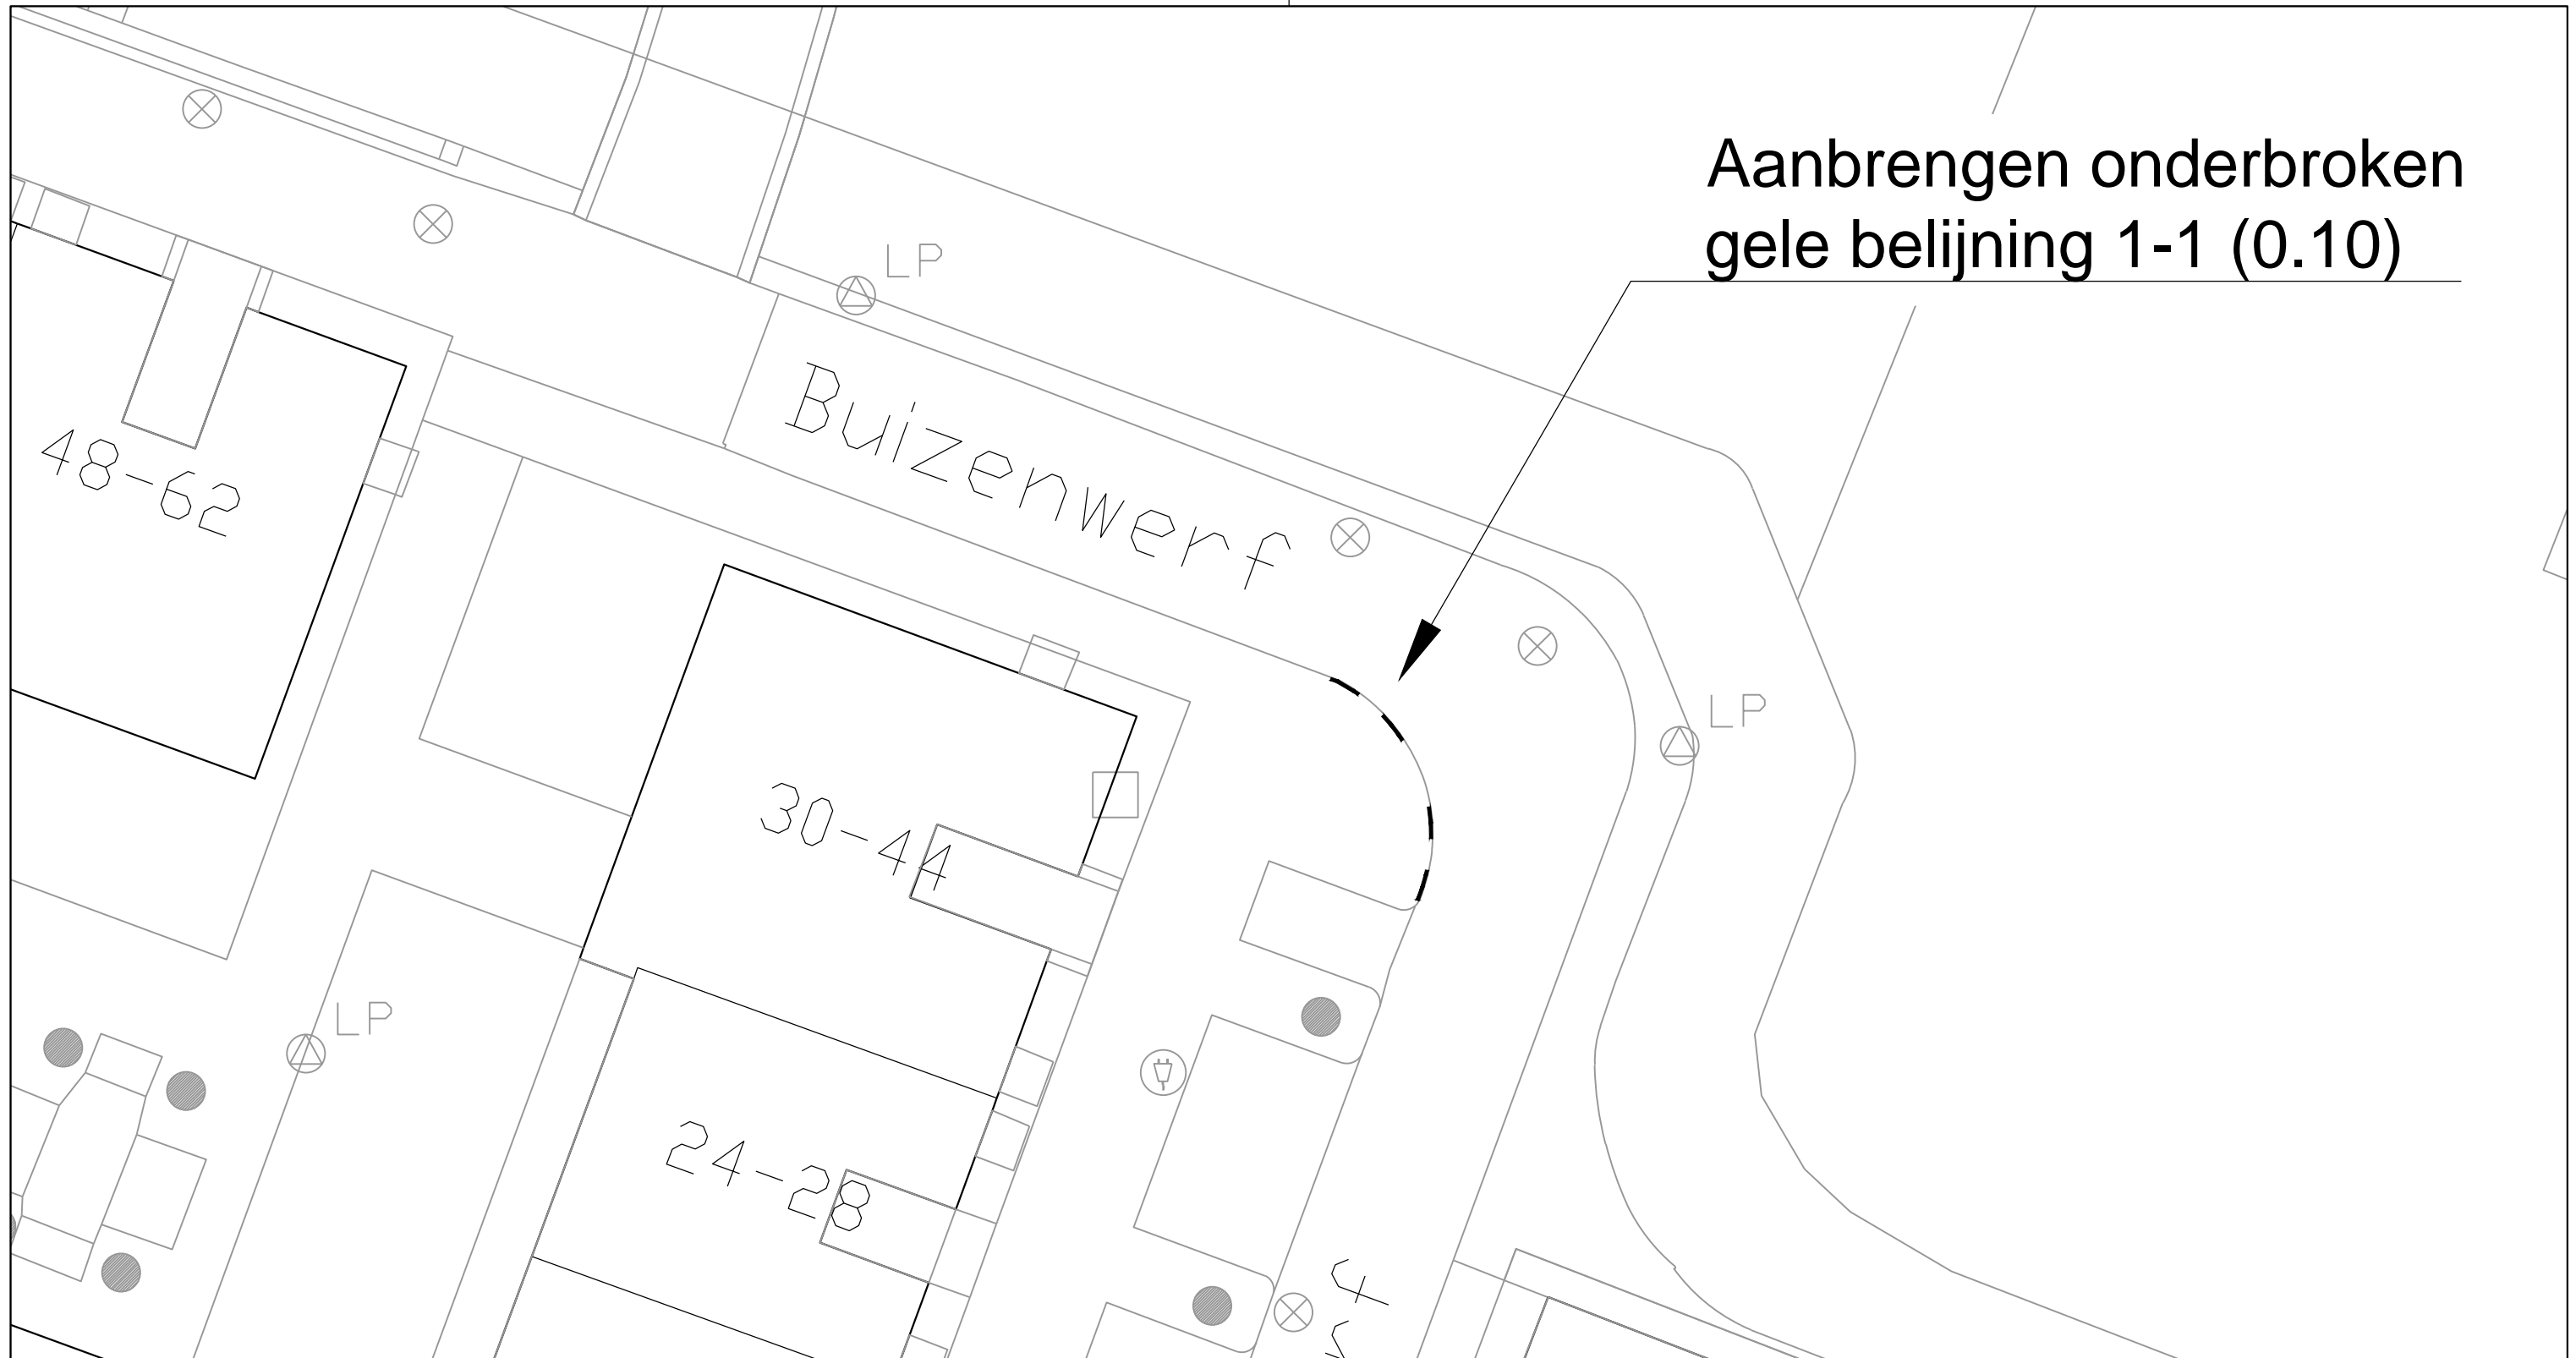 Aanbrengen onderbroken
gele belijning 1-1 (0.10)
LP
Buizenwerf
48-62
LP
30-44
LP
24-28